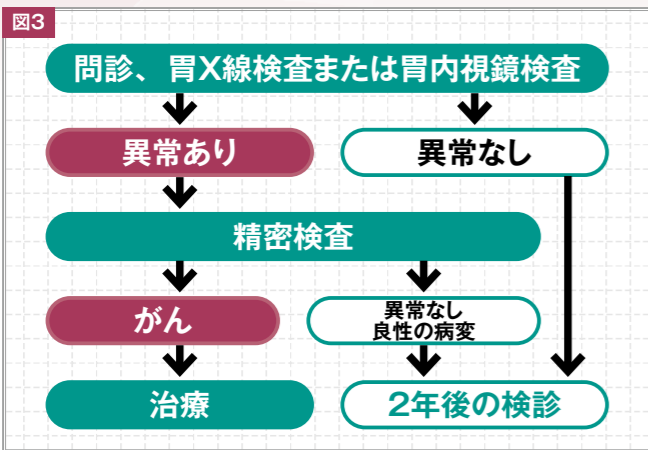 図3
問診、胃X線検査または胃内視鏡検査
異常あり
異常なし
精密検査
がん
異常なし
良性の病変
治療
2年後の検診